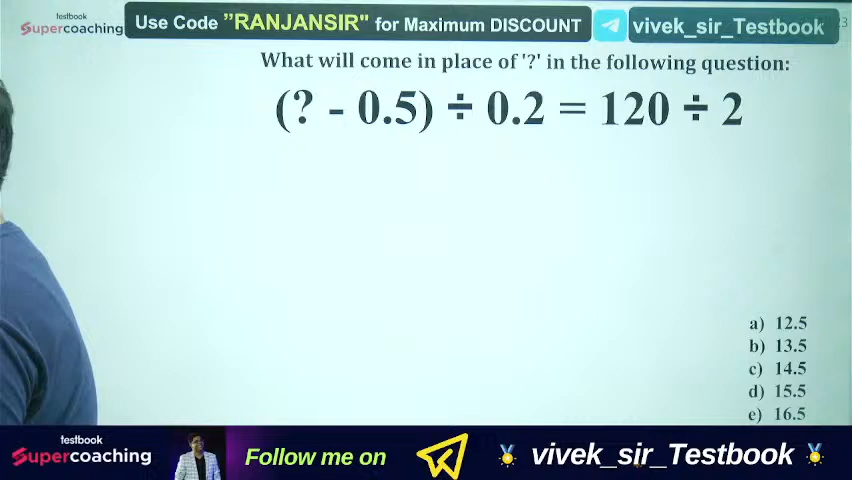 testbook
Supercoaching
Use Code ”RANJANSIR" for Maximum DISCOUNT
vivek_sir_Testbook
What will come in place of '?' in the following question:
(? - 0.5) ÷ 0.2 = 120 ÷ 2
a) 12.5
b) 13.5
c) 14.5
d) 15.5
e) 16.5
testbook
Supercoaching
Follow me on
vivek_sir_Testbook